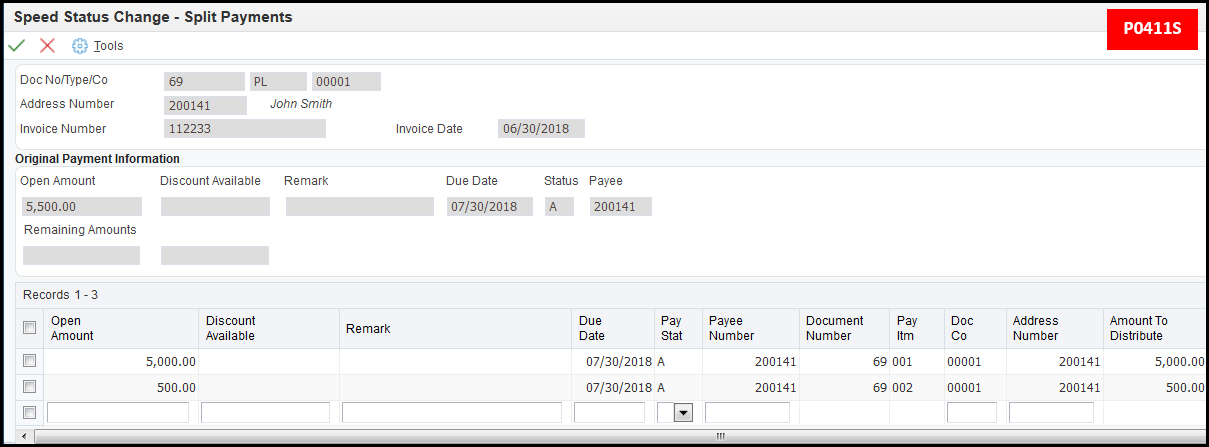 Speed Status Change - Split Payments
P0411S
Tools
Doc No/Type/Co 69 PL 00001
Address Number 200141 John Smith
Invoice Number 112233 Invoice Date 06/30/2018
Original Payment Information
Open Amount Discount Available Remark Due Date Status Payee
5,500.00 07/30/2018 A 200141
Remaining Amounts
Records 1 - 3
Open Amount Discount Available Remark Due Date Pay Stat Payee Number Document Number Pay Itm Doc Co Address Number Amount To Distribute
5,000.00 07/30/2018 A 200141 69 001 00001 200141 5,000.00
500.00 07/30/2018 A 200141 69 002 00001 200141 500.00